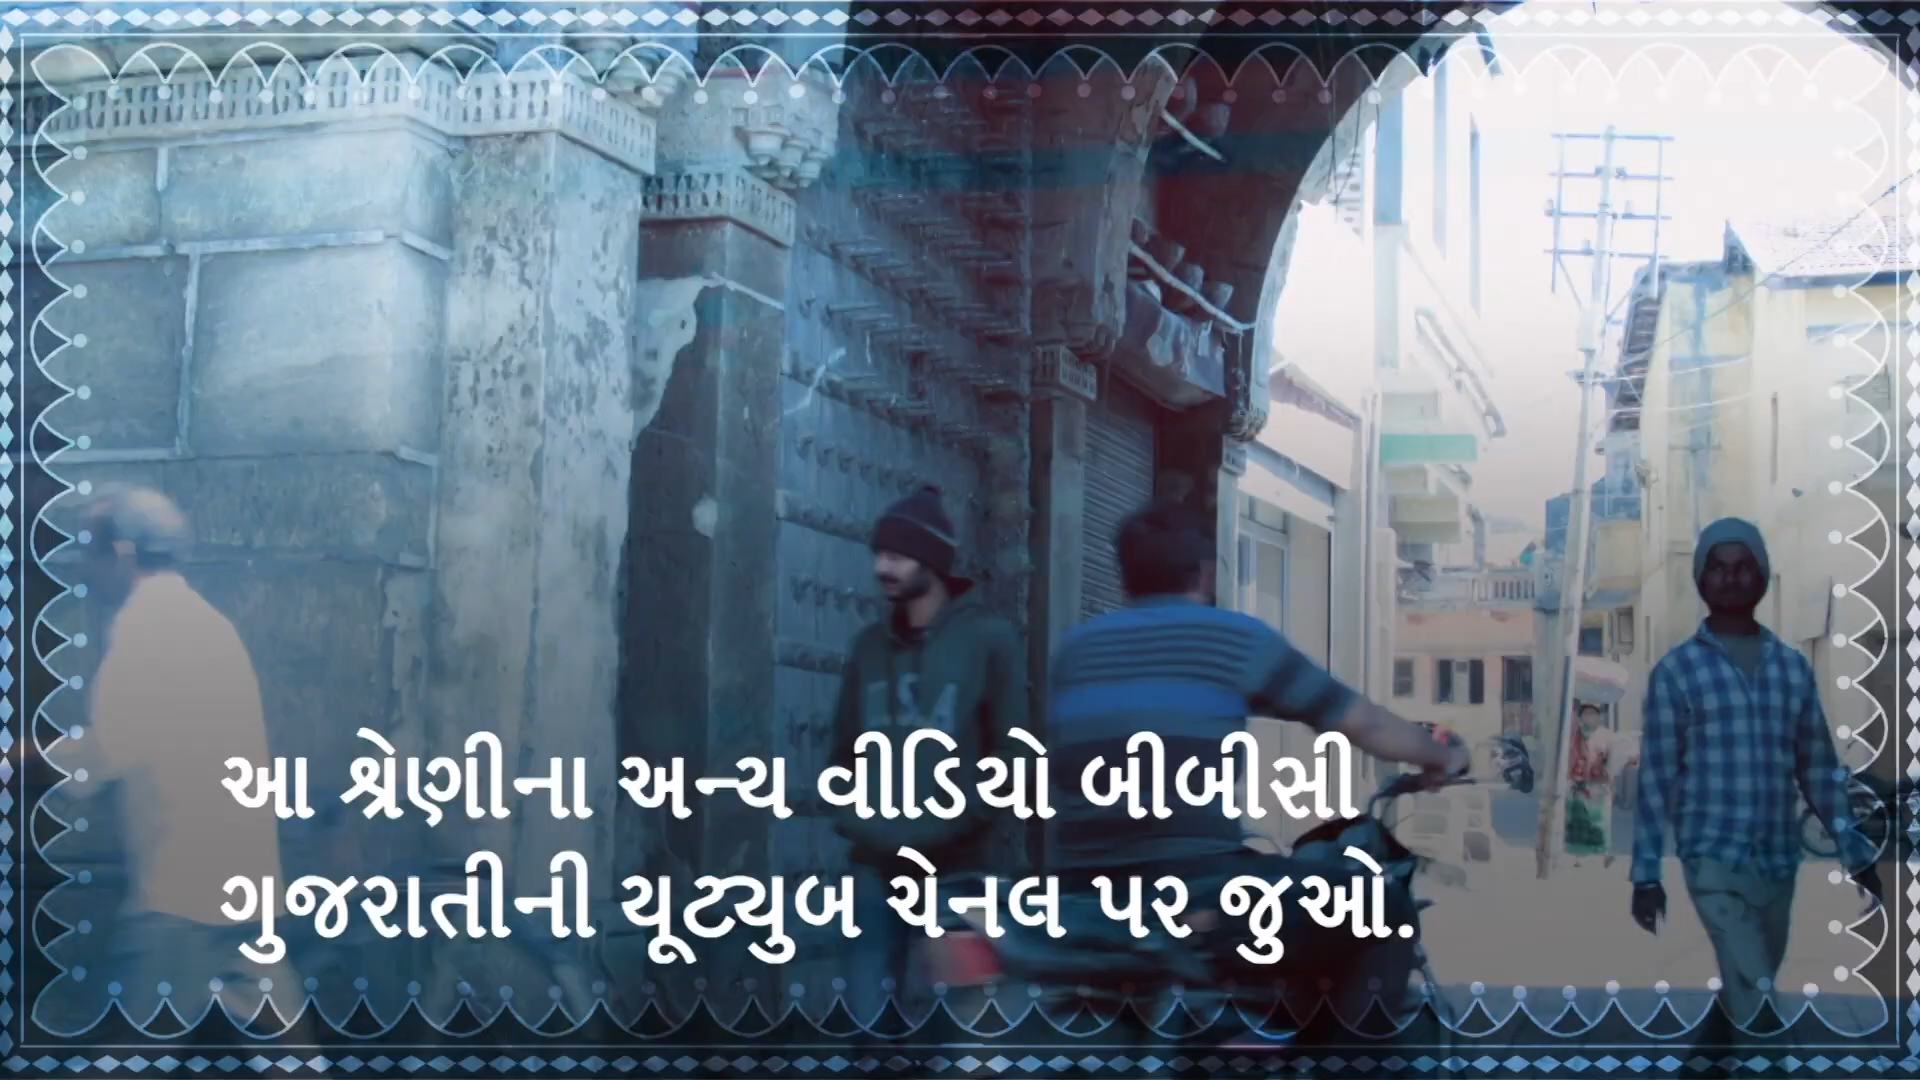 આ શ્રેણીના અન્ય વીડિયો બીબીસી
ગુજરાતીની યૂટ્યુબ ચેનલ પર જુઓ.